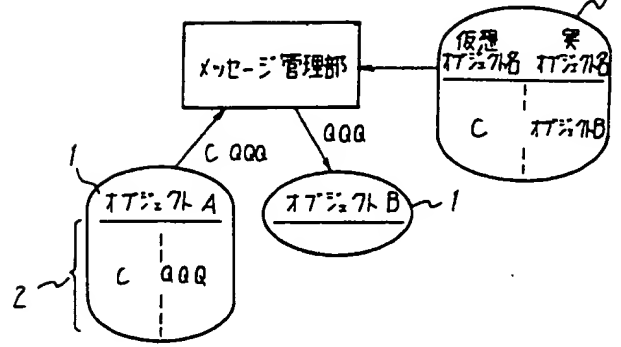 仮想 実
オブジェクト名 オブジェクト名
メッセージ管理部
C オブジェクトB
C QQQ
QQQ
1
オブジェクト A
オブジェクト B
1
2
C QQQ